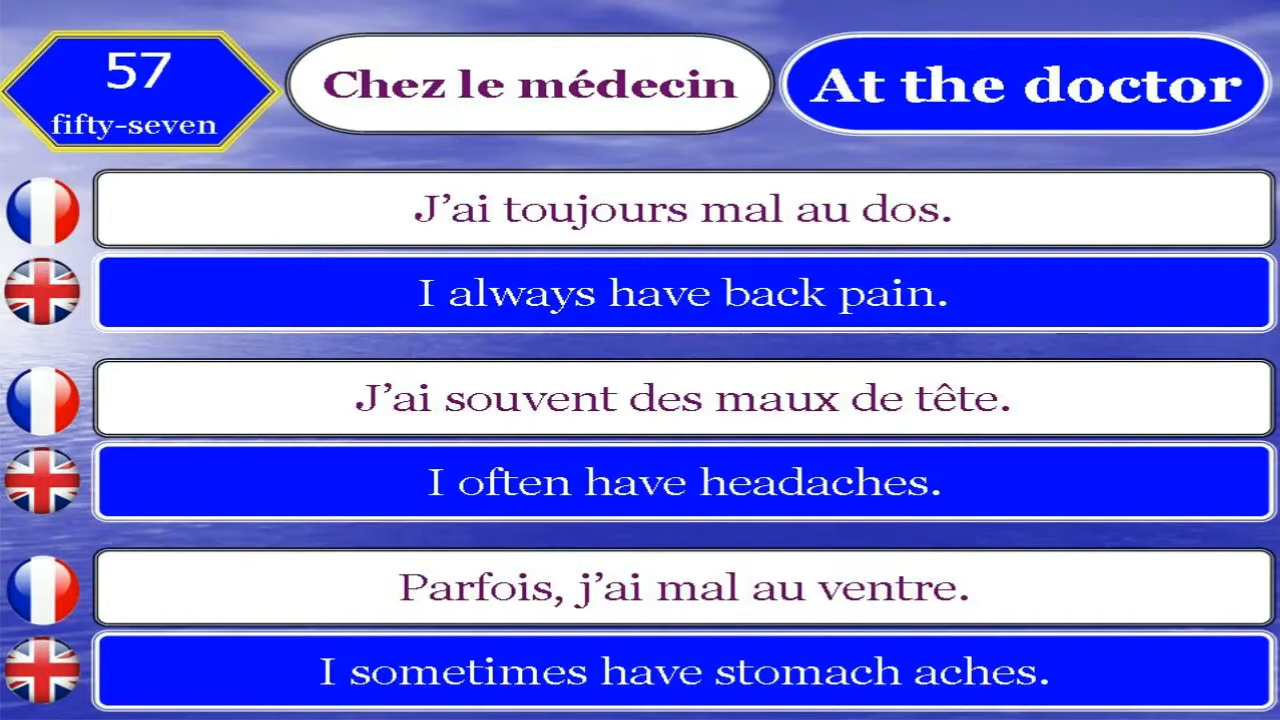 57
fifty-seven
Chez le médecin
At the doctor
J’ai toujours mal au dos.
I always have back pain.
J’ai souvent des maux de tête.
I often have headaches.
Parfois, j’ai mal au ventre.
I sometimes have stomach aches.